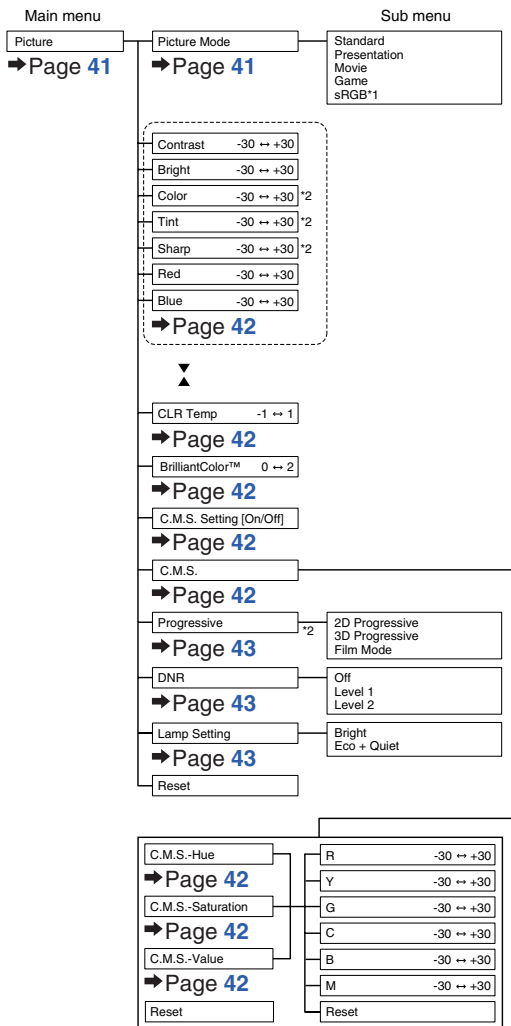 Main menu
Sub menu
Picture
➡Page 41
Picture Mode
➡Page 41
Standard
Presentation
Movie
Game
sRGB*1
Contrast -30 ↔ +30
Bright -30 ↔ +30
Color -30 ↔ +30 *2
Tint -30 ↔ +30 *2
Sharp -30 ↔ +30 *2
Red -30 ↔ +30
Blue -30 ↔ +30
➡Page 42
CLR Temp -1 ↔ 1
➡Page 42
BrilliantColor™ 0 ↔ 2
➡Page 42
C.M.S. Setting [On/Off]
➡Page 42
C.M.S.
➡Page 42
Progressive *2
➡Page 43
2D Progressive
3D Progressive
Film Mode
DNR
➡Page 43
Off
Level 1
Level 2
Lamp Setting
➡Page 43
Bright
Eco + Quiet
Reset
C.M.S.-Hue
➡Page 42
C.M.S.-Saturation
➡Page 42
C.M.S.-Value
➡Page 42
Reset
R -30 ↔ +30
Y -30 ↔ +30
G -30 ↔ +30
C -30 ↔ +30
B -30 ↔ +30
M -30 ↔ +30
Reset